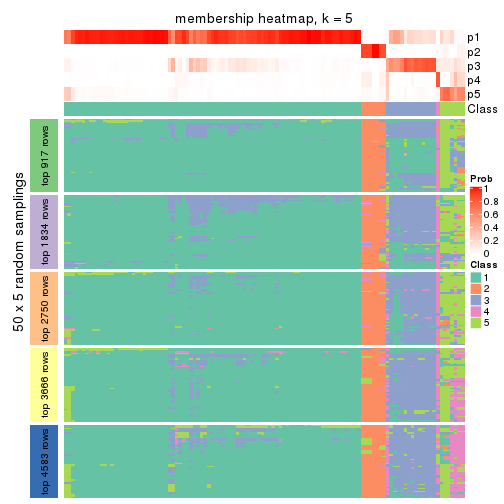 membership heatmap, k = 5
p1
p2
p3
p4
p5
Class
50 x 5 random samplings
top 917 rows
top 1834 rows
top 2750 rows
top 3666 rows
top 4583 rows
Prob
1
0.8
0.6
0.4
0.2
0
Class
1
2
3
4
5